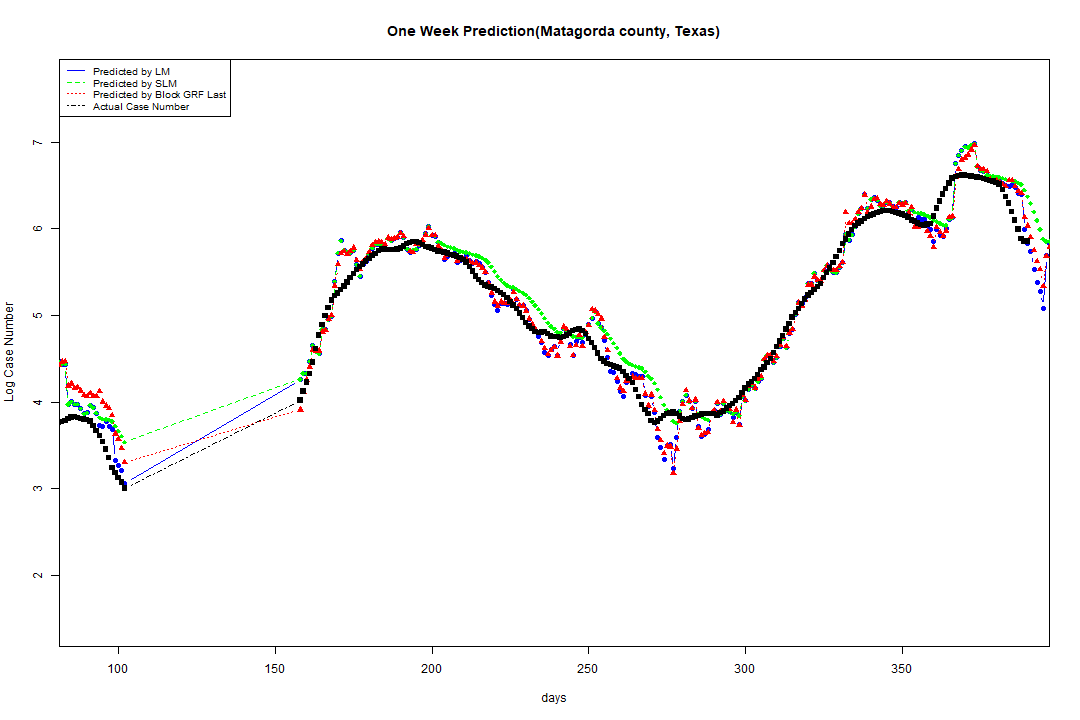 One Week Prediction(Matagorda county, Texas)
Predicted by LM
Predicted by SLM
Predicted by Block GRF Last
Actual Case Number
7
6
5
4
3
2
Log Case Number
100 150 200 250 300 350
days